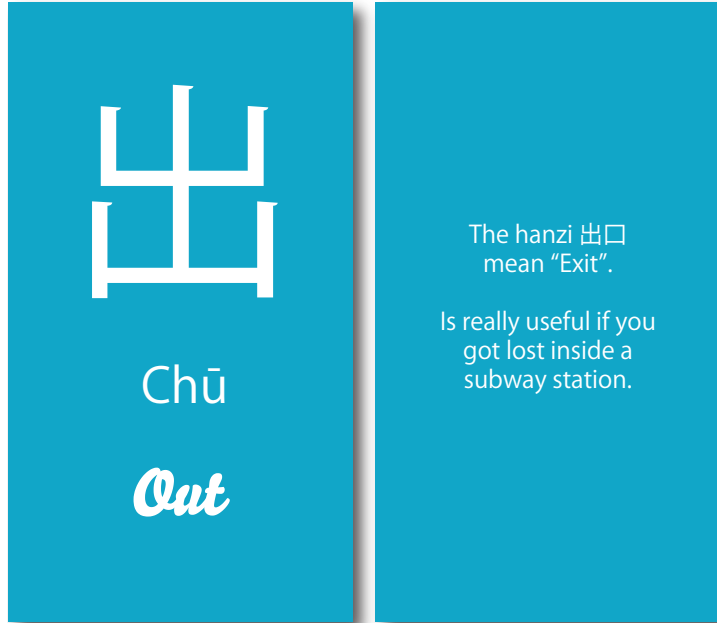 出
Chū
Out
The hanzi 出口
mean “Exit”.
Is really useful if you
got lost inside a
subway station.